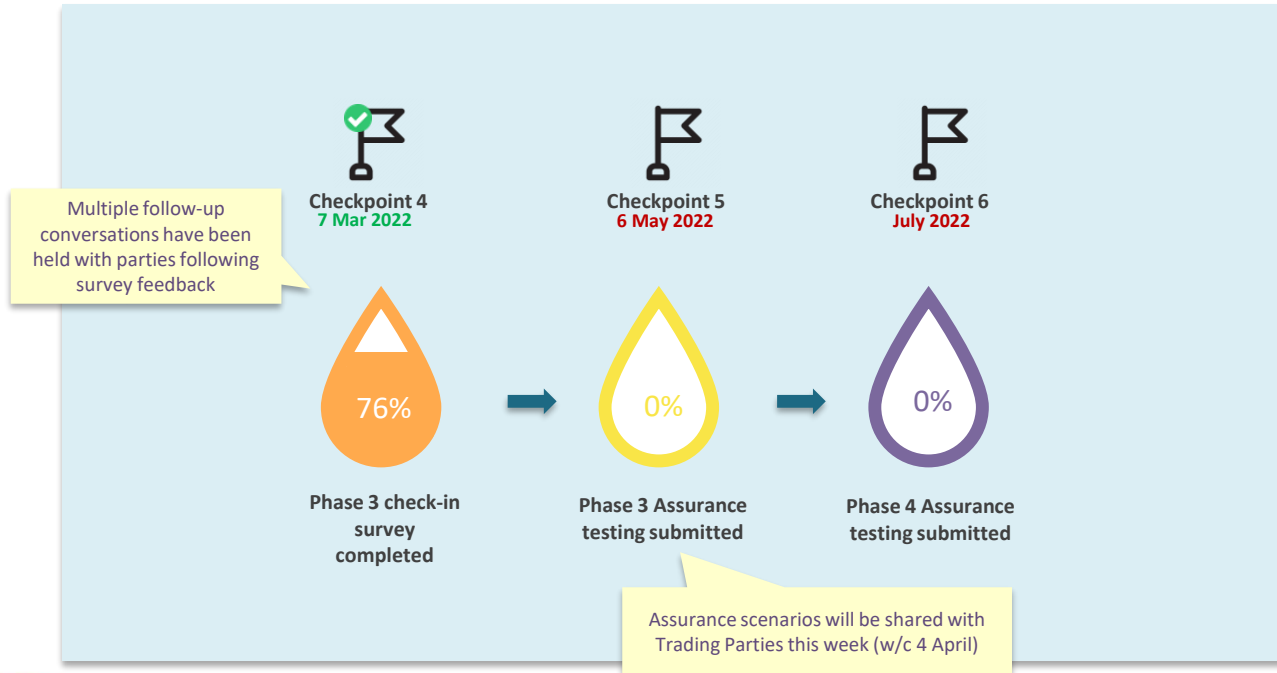 Checkpoint 4
7 Mar 2022
Checkpoint 5
6 May 2022
Checkpoint 6
July 2022
Multiple follow-up
conversations have been
held with parties following
survey feedback
76%
0%
0%
Phase 3 check-in
survey
completed
Phase 3 Assurance
testing submitted
Phase 4 Assurance
testing submitted
Assurance scenarios will be shared with
Trading Parties this week (w/c 4 April)